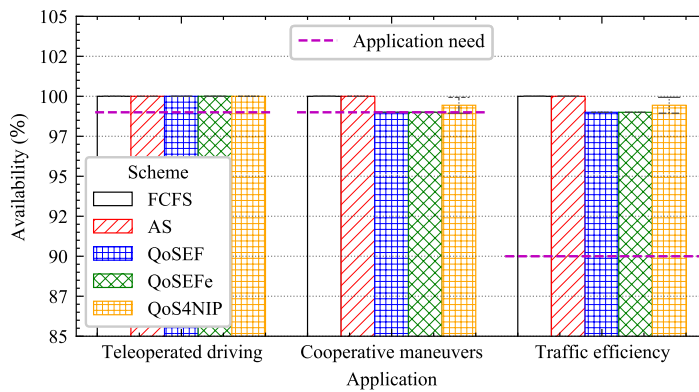 105
102
100
97
95
92
90
87
85
Availability (%)
Application need
Scheme
FCFS
AS
QoSEF
QoSEFe
QoS4NIP
Teleoperated driving
Cooperative maneuvers
Traffic efficiency
Application